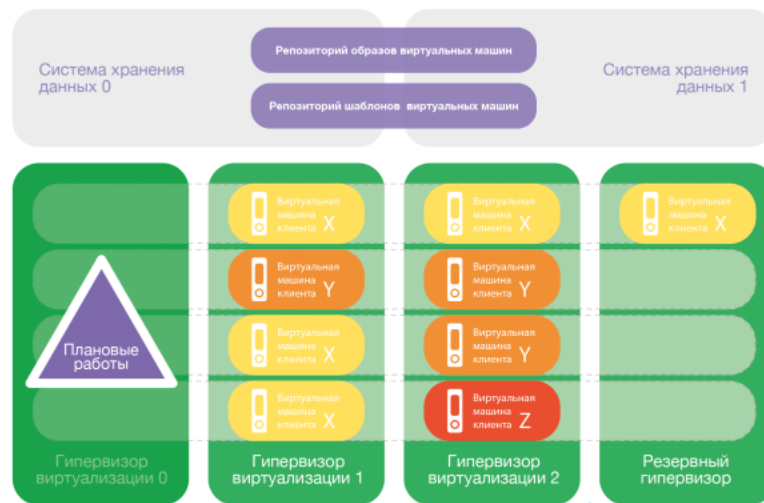 Система хранения
данных 0
Репозиторий образов виртуальных машин
Репозиторий шаблонов виртуальных машин
Система хранения
данных 1
Виртуальная
машина
клиента X
Виртуальная
машина
клиента X
Виртуальная
машина
клиента X
Виртуальная
машина
клиента Y
Виртуальная
машина
клиента Y
Плановые
работы
Виртуальная
машина
клиента X
Виртуальная
машина
клиента Y
Виртуальная
машина
клиента X
Виртуальная
машина
клиента Z
Гипервизор
виртуализации 0
Гипервизор
виртуализации 1
Гипервизор
виртуализации 2
Резервный
гипервизор